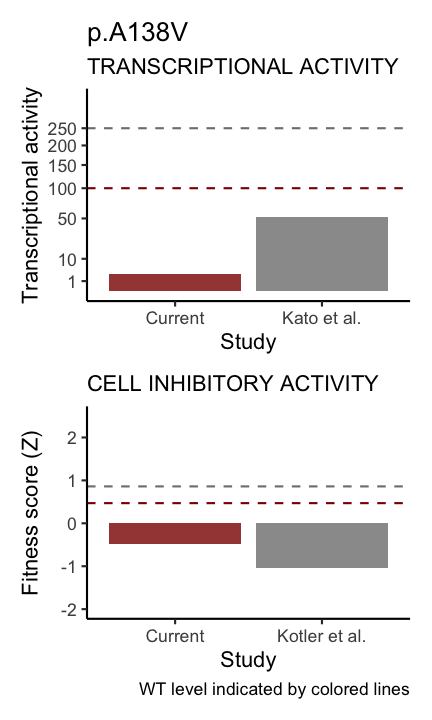 p.A138V
TRANSCRIPTIONAL ACTIVITY
Transcriptional activity
250
200
150
100
50
10
1
Current
Kato et al.
Study
CELL INHIBITORY ACTIVITY
Fitness score (Z)
2
1
0
-1
-2
Current
Kotler et al.
Study
WT level indicated by colored lines